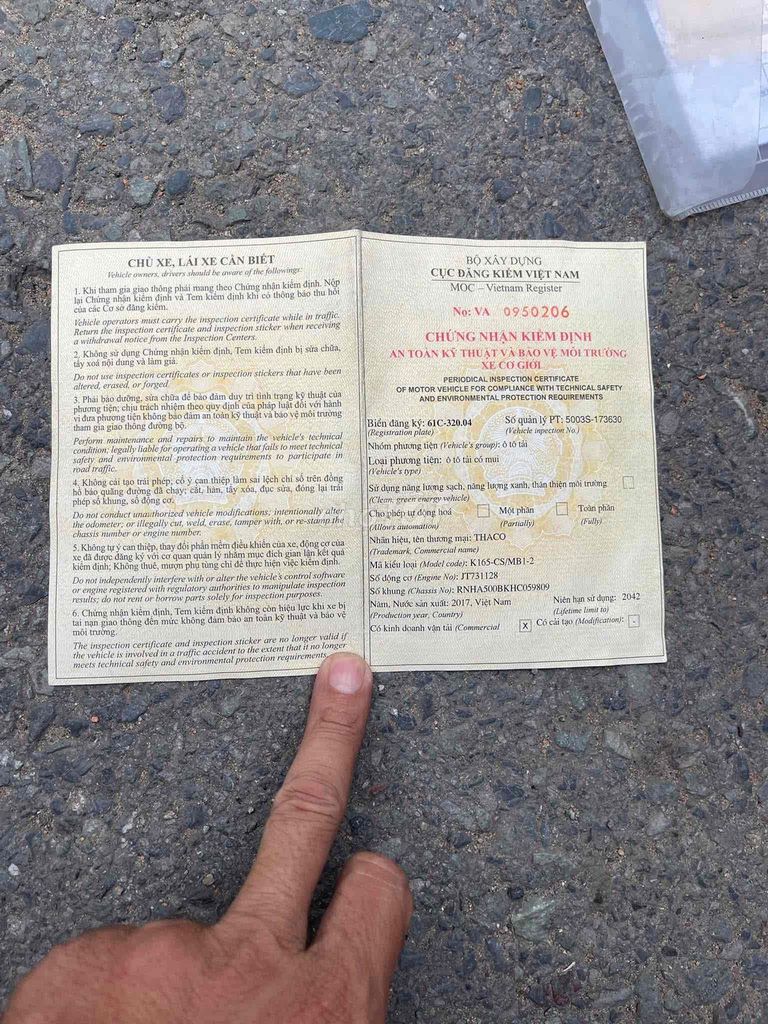 CHỦ XE, LÁI XE CẦN BIẾT
Vehicle owners, drivers should be aware of the followings:
1. Khi tham gia giao thông phải mang theo Chứng nhận kiểm định. Nộp
lại Chứng nhận kiểm định và Tem kiểm định khi có thông báo thu hồi
của các Cơ sở đăng kiểm.
Vehicle operators must carry the inspection certificate while in traffic.
Return the inspection certificate and inspection sticker when receiving
a withdrawal notice from the Inspection Centers.
2. Không sử dụng Chứng nhận kiểm định, Tem kiểm định bị sửa chữa,
tẩy xoá nội dung và làm giả.
Do not use inspection certificates or inspection stickers that have been
altered, erased, or forged.
3. Phải bảo dưỡng, sửa chữa để bảo đảm duy trì tình trạng kỹ thuật của
phương tiện; chịu trách nhiệm theo quy định của pháp luật đối với hành
vi đưa phương tiện không bảo đảm an toàn kỹ thuật và bảo vệ môi trường
tham gia giao thông đường bộ.
Perform maintenance and repairs to maintain the vehicle's technical
condition; legally liable for operating a vehicle that fails to meet technical
safety and environmental protection requirements to participate in
road traffic.
4. Không cải tạo trái phép, cố ý can thiệp làm sai lệch chỉ số trên đồng
hồ báo quãng đường đã chạy; cắt, hàn, tẩy xóa, đục sửa, đóng lại trái
phép số khung, số động cơ.
Do not conduct unauthorized vehicle modifications; intentionally alter
the odometer; or illegally cut, weld, erase, tamper with, or re-stamp the
chassis number or engine number.
5. Không tự ý can thiệp, thay đổi phần mềm điều khiển của xe, động cơ của
xe đã được đăng ký với cơ quan quản lý nhằm mục đích gian lận kết quả
kiểm định; Không thuê, mượn phụ tùng chỉ để thực hiện việc kiểm định.
Do not independently interfere with or alter the vehicle's control software
or engine registered with regulatory authorities to manipulate inspection
results; do not rent or borrow parts solely for inspection purposes.
6. Chứng nhận kiểm định, Tem kiểm định không còn hiệu lực khi xe bị
tai nạn giao thông đến mức không đảm bảo an toàn kỹ thuật và bảo vệ
môi trường.
The inspection certificate and inspection sticker are no longer valid if
the vehicle is involved in a traffic accident to the extent that it no longer
meets technical safety and environmental protection requirements.
BỘ XÂY DỰNG
CỤC ĐĂNG KIỂM VIỆT NAM
MOC – Vietnam Register
No: VA 0950206
CHỨNG NHẬN KIỂM ĐỊNH
AN TOÀN KỸ THUẬT VÀ BẢO VỆ MÔI TRƯỜNG
XE CƠ GIỚI
PERIODICAL INSPECTION CERTIFICATE
OF MOTOR VEHICLE FOR COMPLIANCE WITH TECHNICAL SAFETY
AND ENVIRONMENTAL PROTECTION REQUIREMENTS
Biển đăng ký: 61C-320.04 Số quản lý PT: 5003S-173630
(Registration plate) (Vehicle inpection No.)
Nhóm phương tiện (Vehicle's group): ô tô tải
Loại phương tiện: ô tô tải có mui
(Vehicle's type)
Sử dụng năng lượng sạch, năng lượng xanh, thân thiện môi trường
(Clean, green energy vehicle)
Cho phép tự động hoá Một phần Toàn phần
(Allows automation) (Partially) (Fully)
Nhãn hiệu, tên thương mại: THACO
(Trademark, Commercial name)
Mã kiểu loại (Model code): K165-CS/MB1-2
Số động cơ (Engine No): JT731128
Số khung (Chassis No): RNHA500BKHC059809
Năm, Nước sản xuất: 2017, Việt Nam Niên hạn sử dụng: 2042
(Production year, Country) (Lifetime limit to)
Có kinh doanh vận tải (Commercial X Có cải tạo (Modification): -